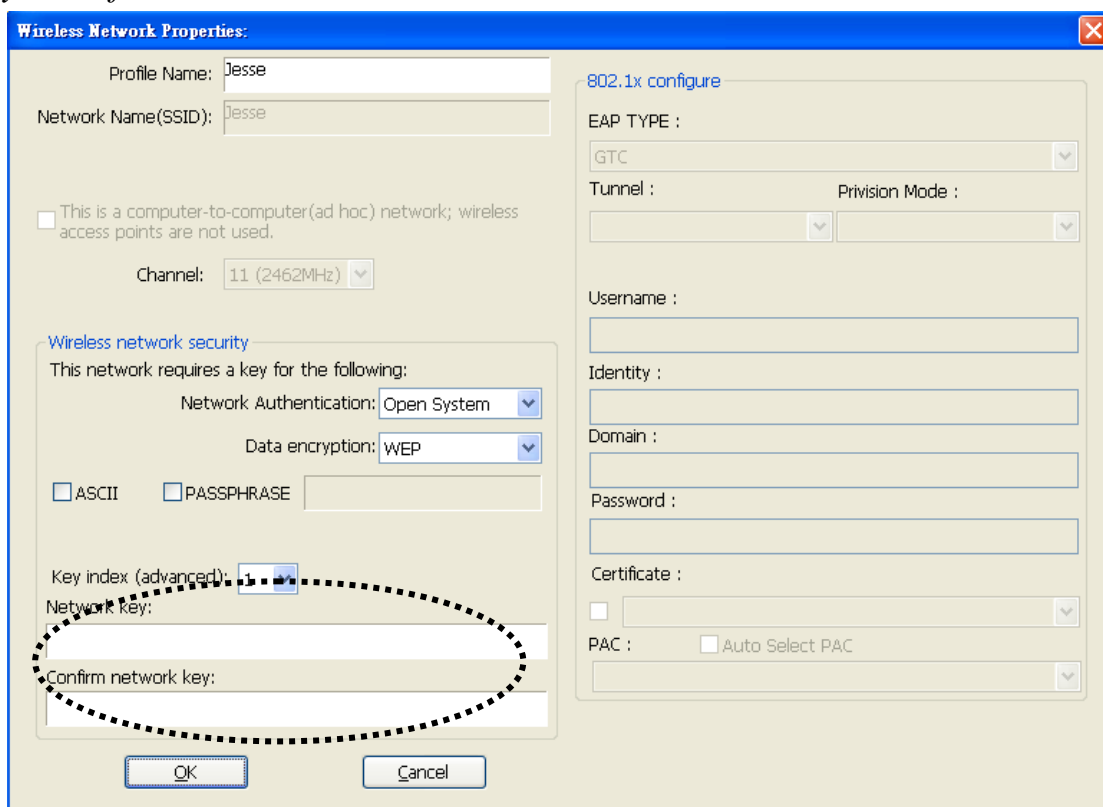 Wireless Network Properties:
Profile Name: Jesse
Network Name(SSID): Jesse
This is a computer-to-computer(ad hoc) network; wireless
access points are not used.
Channel: 11 (2462MHz)
Wireless network security
This network requires a key for the following:
Network Authentication: Open System
Data encryption: WEP
ASCII PASSPHRASE
Key index (advanced): 1
Network key:
Confirm network key:
OK Cancel
802.1x configure
EAP TYPE :
GTC
Tunnel : Privision Mode :
Username :
Identity :
Domain :
Password :
Certificate :
PAC : Auto Select PAC